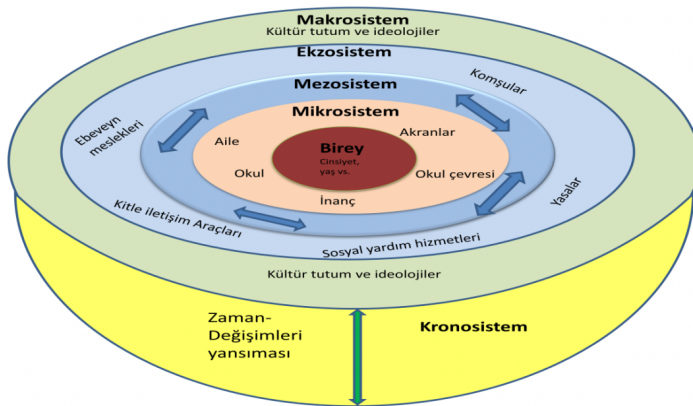 Makrosistem
Kültür tutum ve ideolojiler
Ekzosistem
Komşular
Mezosistem
Ebeveyn
meslekleri
Mikrosistem
Aile
Akranlar
Birey
Cinsiyet,
yaş vs.
Okul
Okul çevresi
İnanç
Yasalar
Kitle iletişim Araçları
Sosyal yardım hizmetleri
Kültür tutum ve ideolojiler
Zaman-
Değişimleri
yansıması
Kronosistem